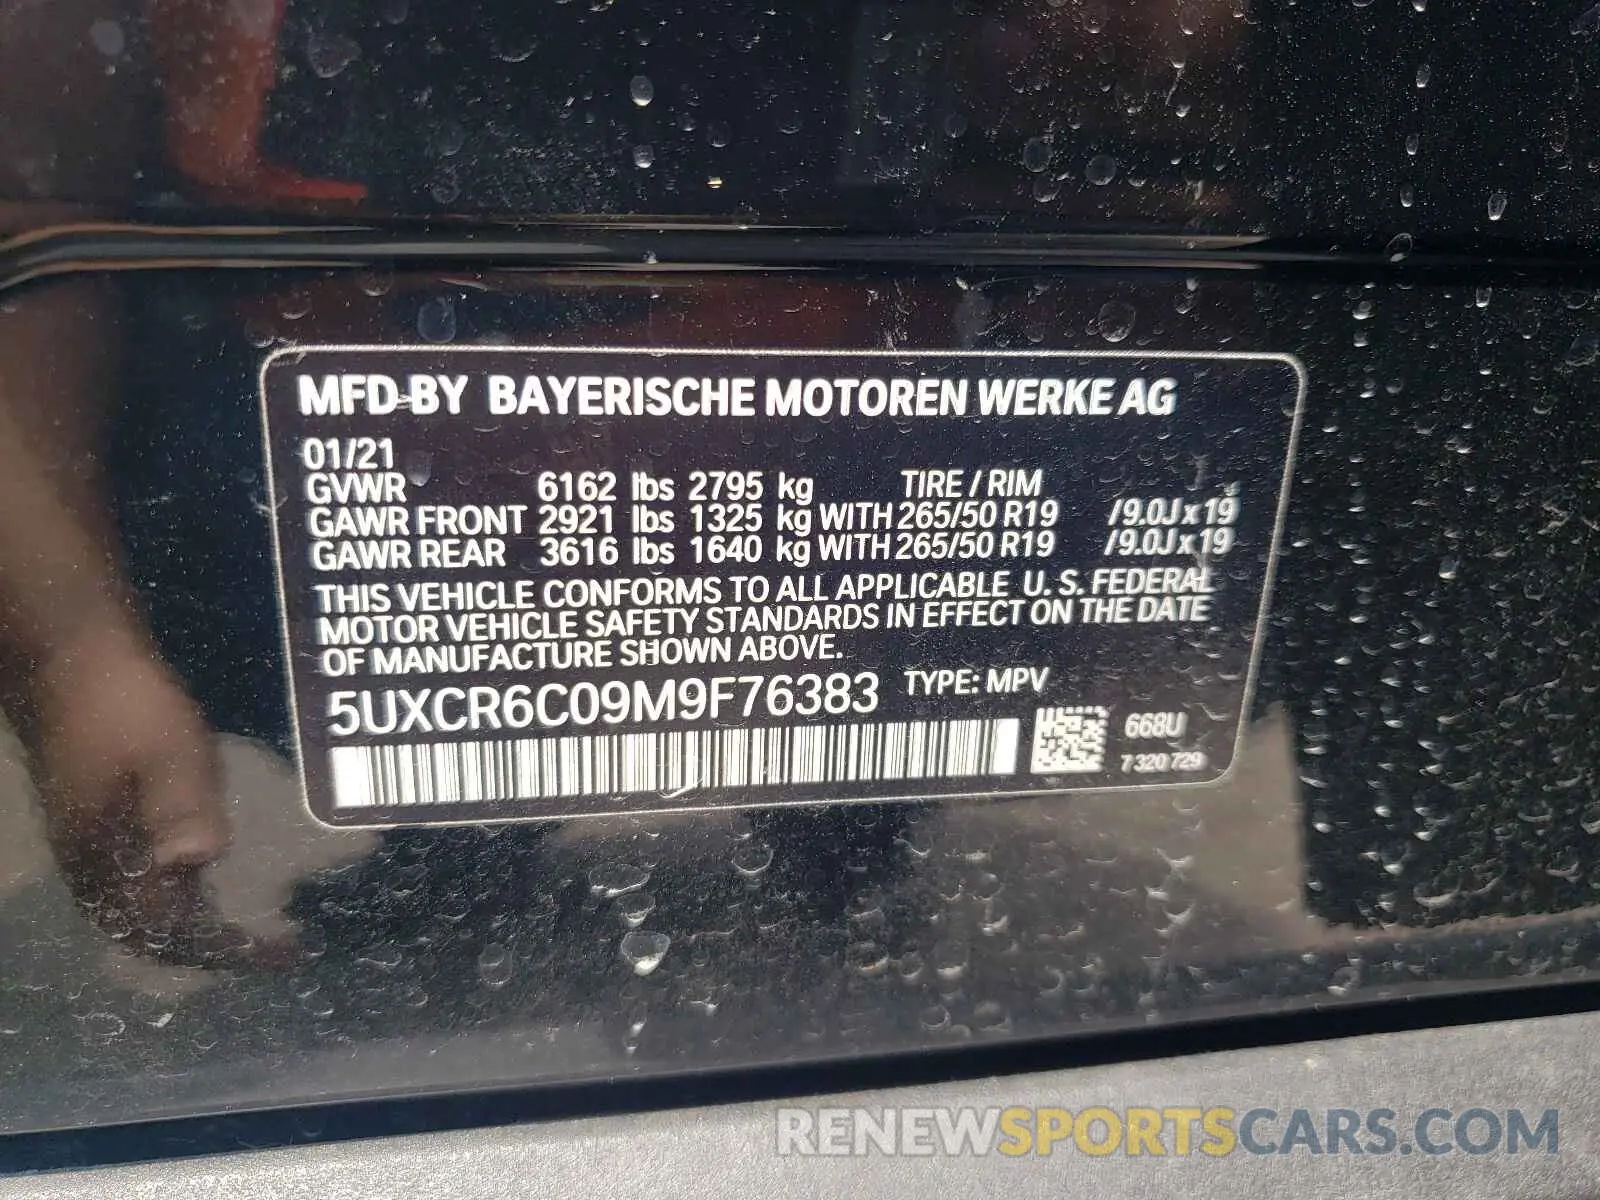 MFD BY BAYERISCHE MOTOREN WERKE AG
01/21
GVWR 6162 lbs 2795 kg TIRE / RIM
GAWR FRONT 2921 lbs 1325 kg WITH 265/50 R19 /9.0J x 19
GAWR REAR 3616 lbs 1640 kg WITH 265/50 R19 /9.0J x 19
THIS VEHICLE CONFORMS TO ALL APPLICABLE U. S. FEDERAL
MOTOR VEHICLE SAFETY STANDARDS IN EFFECT ON THE DATE
OF MANUFACTURE SHOWN ABOVE.
5UXCR6C09M9F76383 TYPE: MPV
668U
7 320 729
RENEWSPORTSCARS.COM